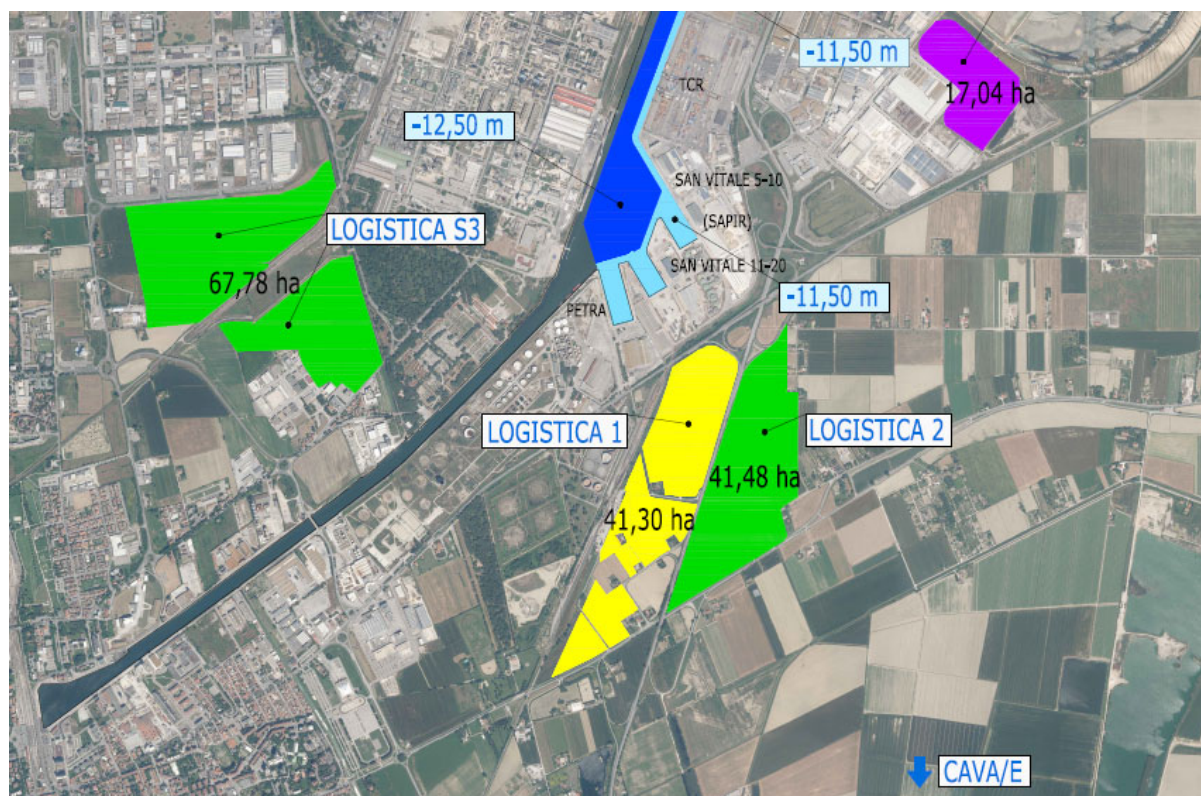 -11,50 m
TCR
17,04 ha
-12,50 m
SAN VITALE 5-10
LOGISTICA S3
(SAPIR)
67,78 ha
SAN VITALE 11-20
-11,50 m
PETRA
LOGISTICA 1
LOGISTICA 2
41,48 ha
41,30 ha
CAVA/E